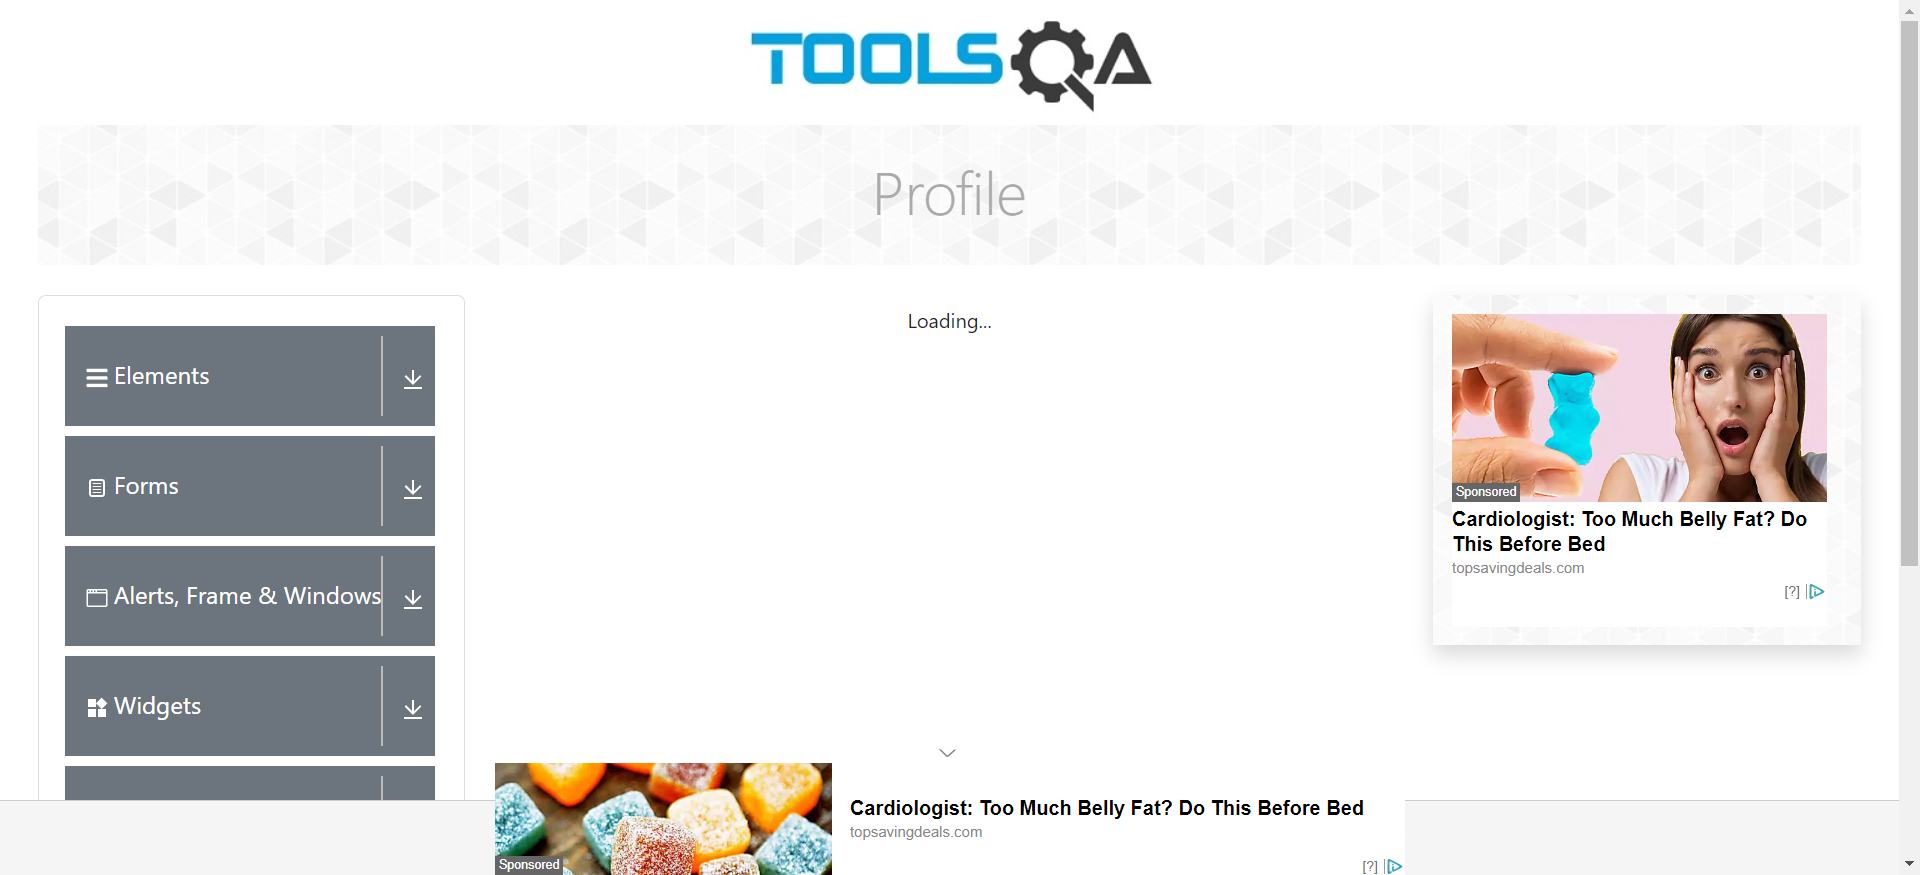 TOOLSQA
Profile
Elements
Forms
Alerts, Frame & Windows
Widgets
Loading...
Sponsored
Cardiologist: Too Much Belly Fat? Do
This Before Bed
topsavingdeals.com
[?]
Sponsored
Cardiologist: Too Much Belly Fat? Do This Before Bed
topsavingdeals.com
[?]